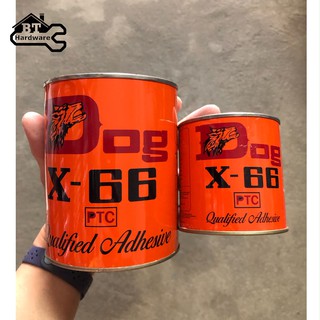 BT
Hardware
Dog
X-66
PTC
Qualified Adhesive
Dog
X-66
PTC
Qualified Adhesive